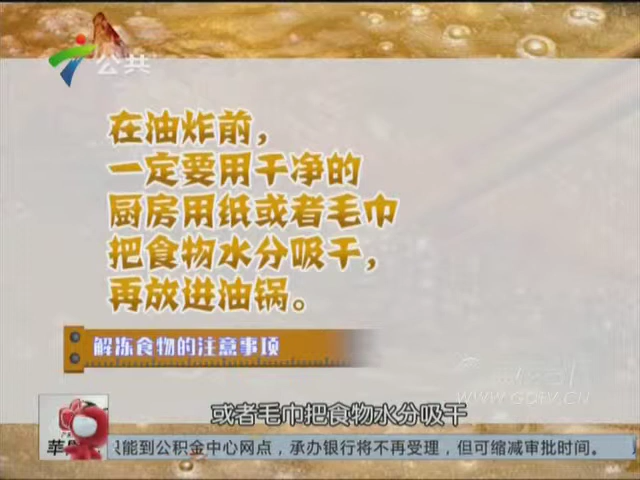 公共
在油炸前，
一定要用干净的
厨房用纸或者毛巾
把食物水分吸干，
再放进油锅。
解冻食物的注意事项
WWW.GDTV.CN
或者毛巾把食物水分吸干
能到公积金中心网点，承办银行将不再受理，但可缩减审批时间。